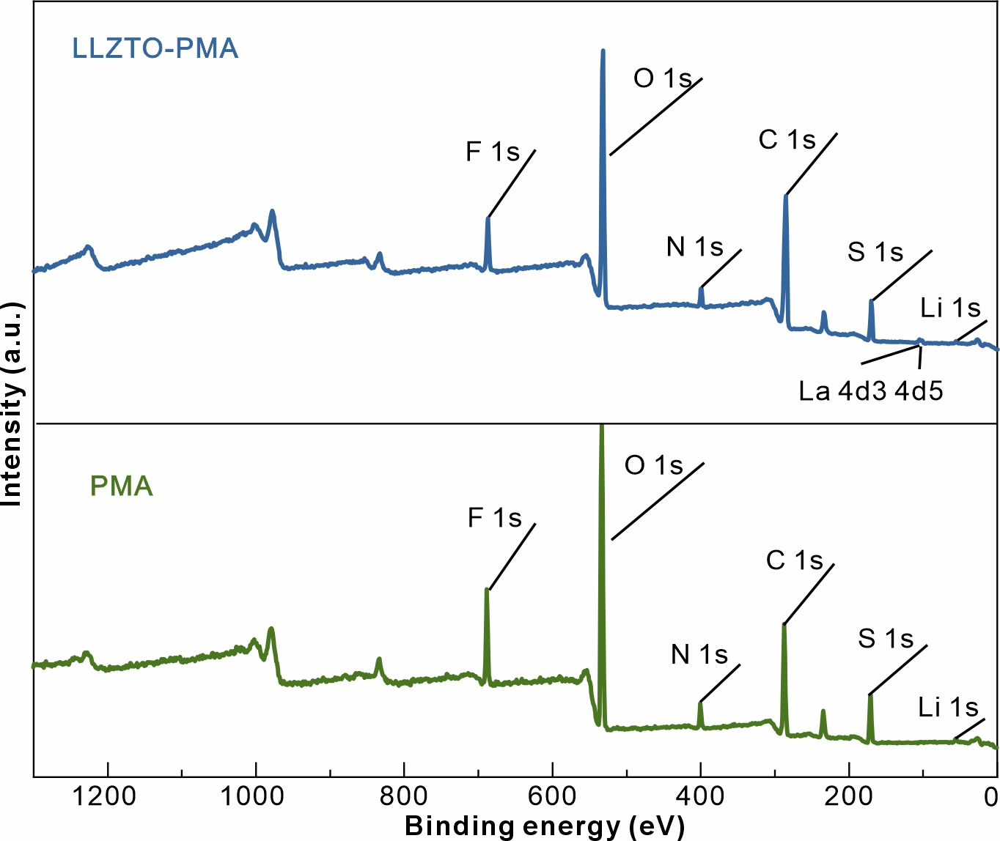 LLZTO-PMA
O 1s
F 1s
C 1s
N 1s
S 1s
Li 1s
La 4d3 4d5
Intensity (a.u.)
PMA
O 1s
F 1s
C 1s
N 1s
S 1s
Li 1s
1200 1000 800 600 400 200 0
Binding energy (eV)